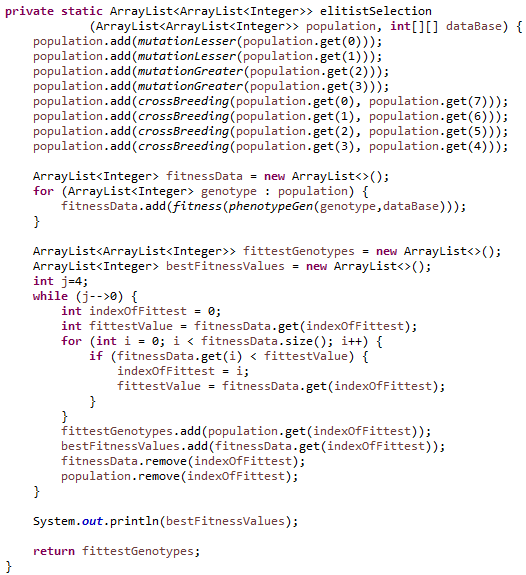 private static ArrayList<ArrayList<Integer>> elitistSelection
            (ArrayList<ArrayList<Integer>> population, int[][] dataBase) {
    population.add(mutationLesser(population.get(0)));
    population.add(mutationLesser(population.get(1)));
    population.add(mutationGreater(population.get(2)));
    population.add(mutationGreater(population.get(3)));
    population.add(crossBreeding(population.get(0), population.get(7)));
    population.add(crossBreeding(population.get(1), population.get(6)));
    population.add(crossBreeding(population.get(2), population.get(5)));
    population.add(crossBreeding(population.get(3), population.get(4)));

    ArrayList<Integer> fitnessData = new ArrayList<>();
    for (ArrayList<Integer> genotype : population) {
        fitnessData.add(fitness(phenotypeGen(genotype,dataBase)));
    }

    ArrayList<ArrayList<Integer>> fittestGenotypes = new ArrayList<>();
    ArrayList<Integer> bestFitnessValues = new ArrayList<>();
    int j=4;
    while (j-->0) {
        int indexOfFittest = 0;
        int fittestValue = fitnessData.get(indexOfFittest);
        for (int i = 0; i < fitnessData.size(); i++) {
            if (fitnessData.get(i) < fittestValue) {
                indexOfFittest = i;
                fittestValue = fitnessData.get(indexOfFittest);
            }
        }
        fittestGenotypes.add(population.get(indexOfFittest));
        bestFitnessValues.add(fitnessData.get(indexOfFittest));
        fitnessData.remove(indexOfFittest);
        population.remove(indexOfFittest);
    }

    System.out.println(bestFitnessValues);

    return fittestGenotypes;
}